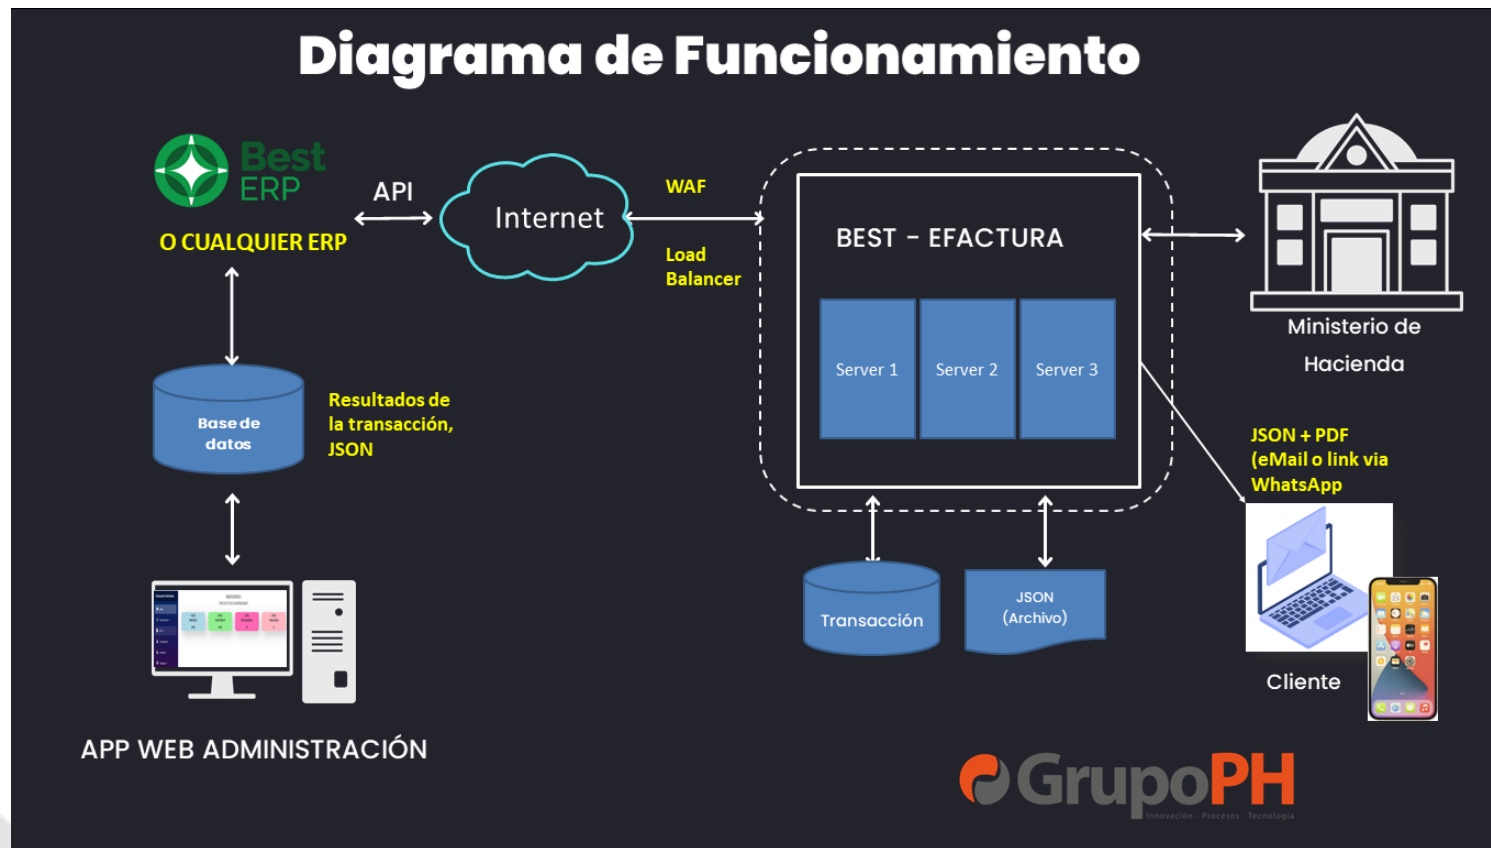 Diagrama de Funcionamiento
Best
ERP
O CUALQUIER ERP
API
Internet
WAF
Load
Balancer
BEST - EFACTURA
Server 1
Server 2
Server 3
Ministerio de
Hacienda
Base de
datos
Resultados de
la transacción,
JSON
JSON + PDF
(eMail o link via
WhatsApp
Transacción
JSON
(Archivo)
Cliente
APP WEB ADMINISTRACIÓN
GrupoPH
Innovación - Procesos - Tecnología